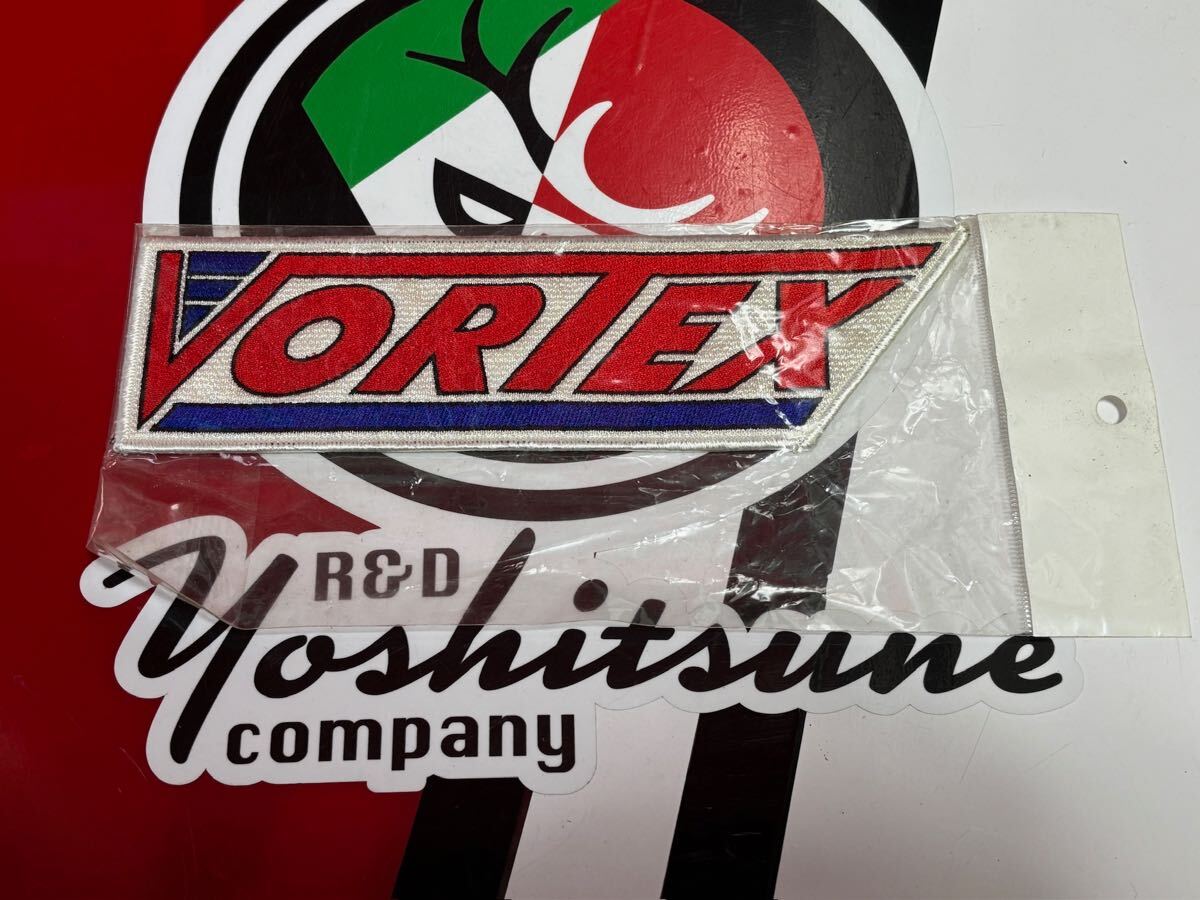 VORTEX
R&D
Yoshitsune
company